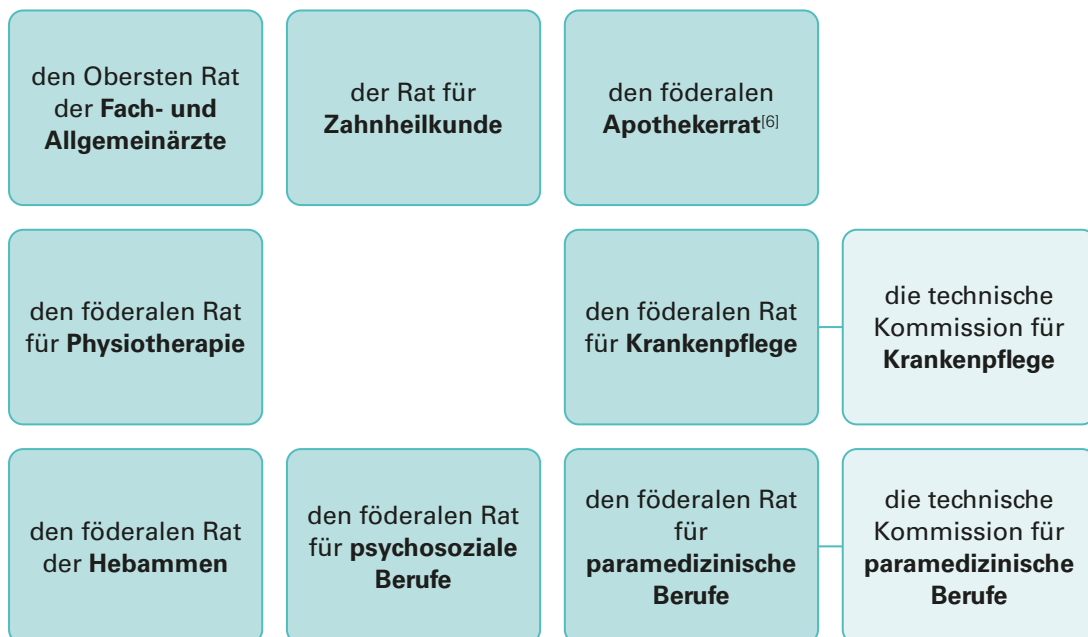 den Obersten Rat
der Fach- und
Allgemeinärzte
der Rat für
Zahnheilkunde
den föderalen
Apothekerrat[6]
den föderalen Rat
für Physiotherapie
den föderalen Rat
für Krankenpflege
die technische
Kommission für
Krankenpflege
den föderalen Rat
der Hebammen
den föderalen Rat
für psychosoziale
Berufe
den föderalen Rat
für
paramedizinische
Berufe
die technische
Kommission für
paramedizinische
Berufe